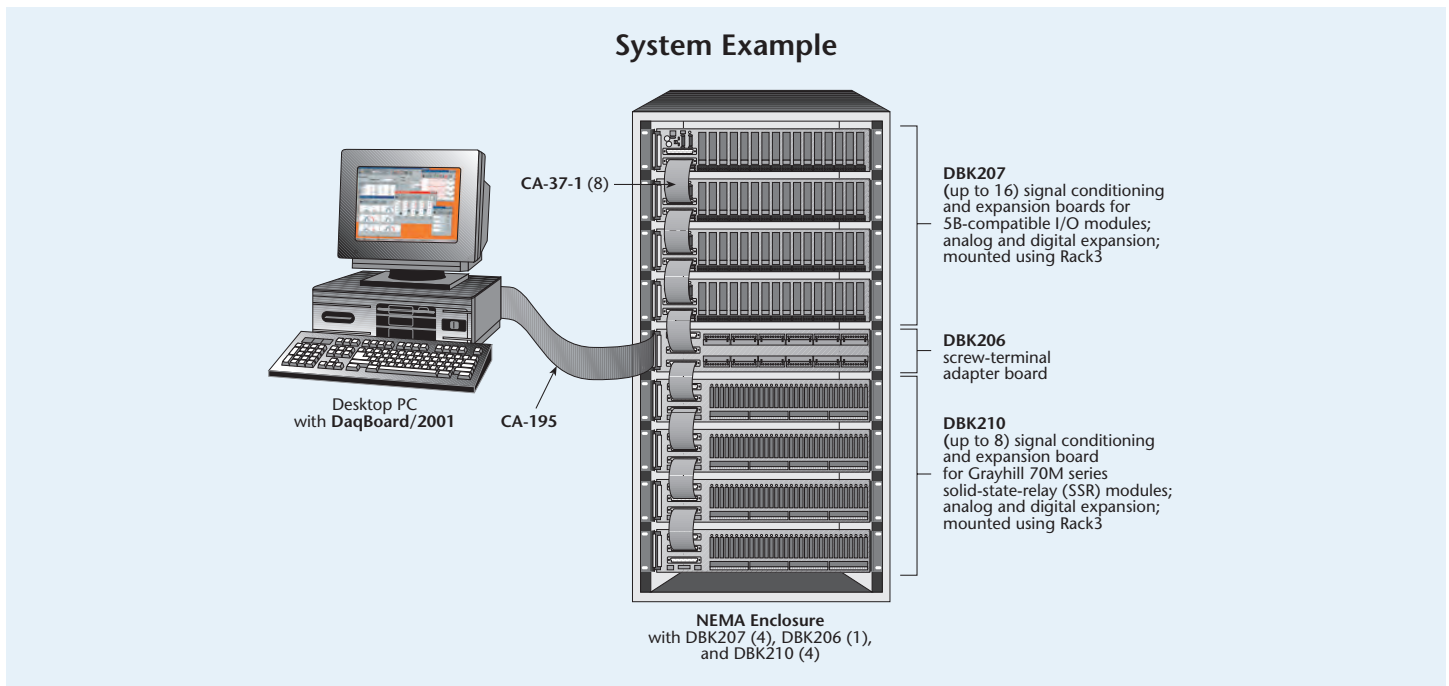 System Example
CA-37-1 (8)
DBK207
(up to 16) signal conditioning
and expansion boards for
5B-compatible I/O modules;
analog and digital expansion;
mounted using Rack3
DBK206
screw-terminal
adapter board
Desktop PC
with DaqBoard/2001
CA-195
DBK210
(up to 8) signal conditioning
and expansion board
for Grayhill 70M series
solid-state-relay (SSR) modules;
analog and digital expansion;
mounted using Rack3
NEMA Enclosure
with DBK207 (4), DBK206 (1),
and DBK210 (4)